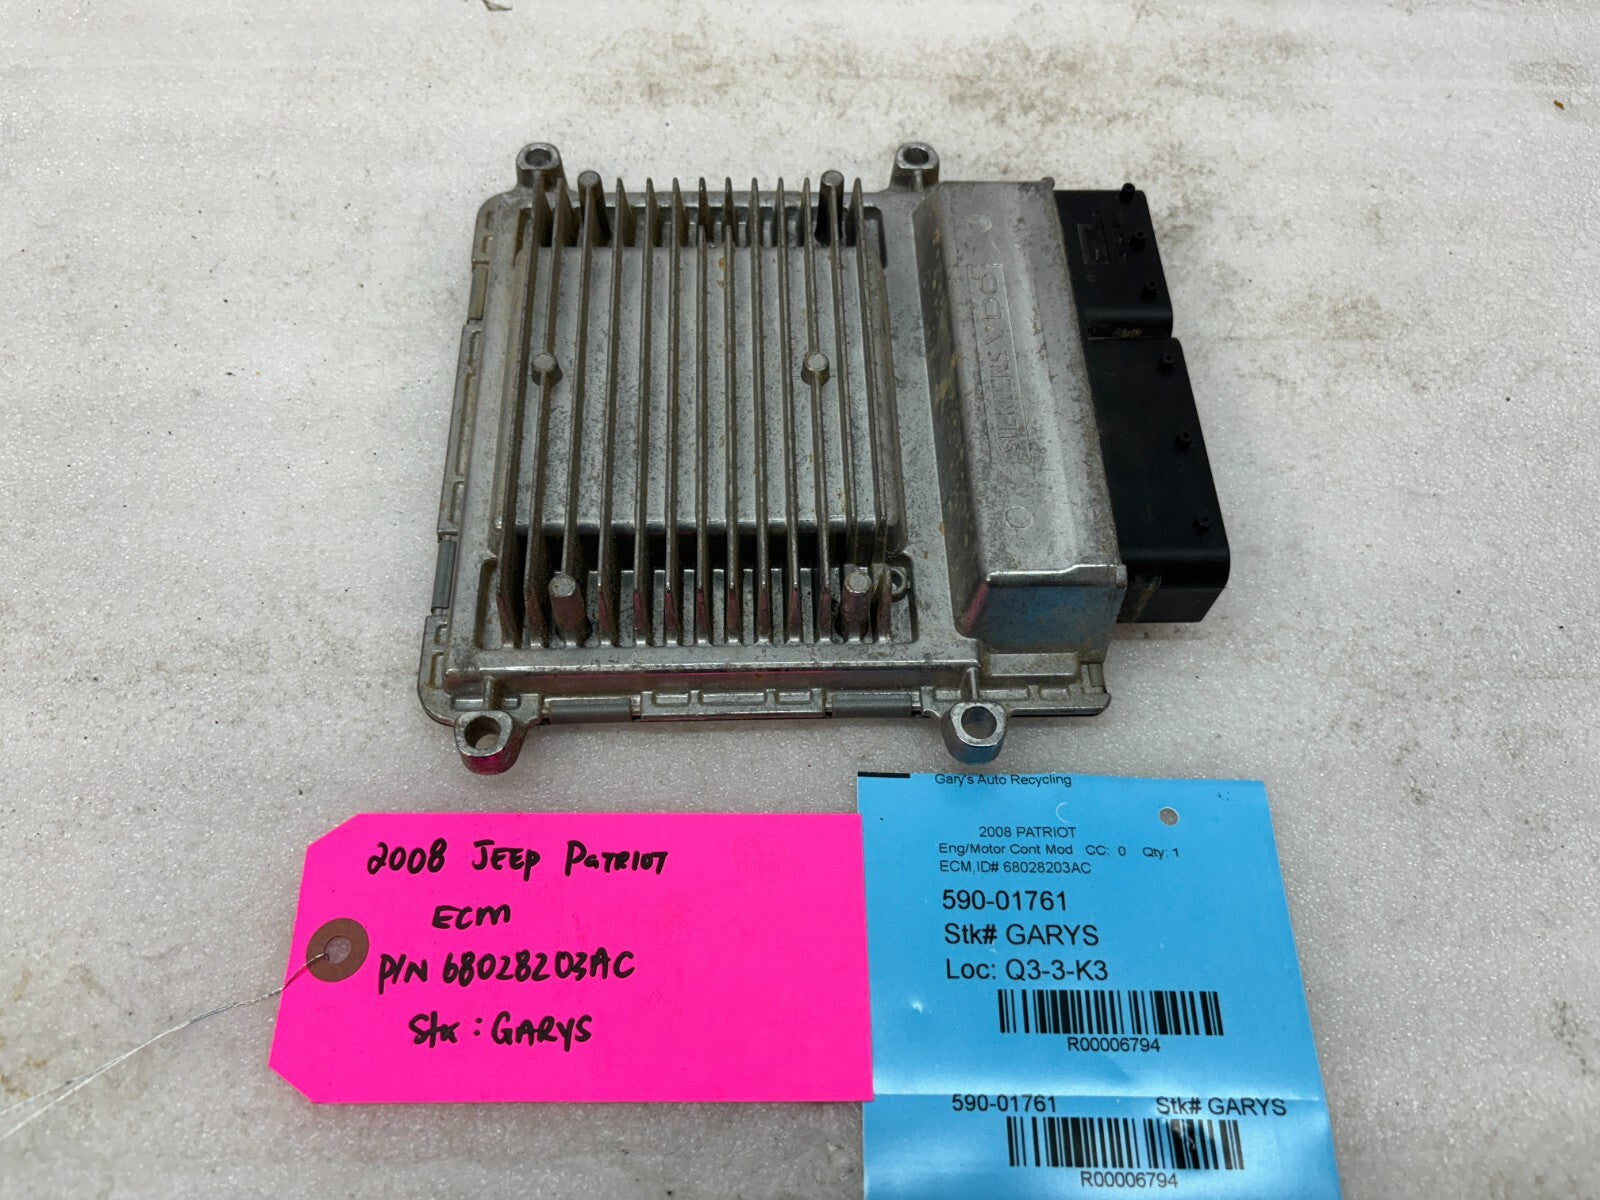 SIEMENS VDO
2008 JEEP PATRIOT
ECM
P/N 68028203AC
Stk : GARYS
Gary's Auto Recycling
2008 PATRIOT
Eng/Motor Cont Mod CC: 0 Qty: 1
ECM,ID# 68028203AC
590-01761
Stk# GARYS
Loc: Q3-3-K3
R00006794
590-01761 Stk# GARYS
R00006794